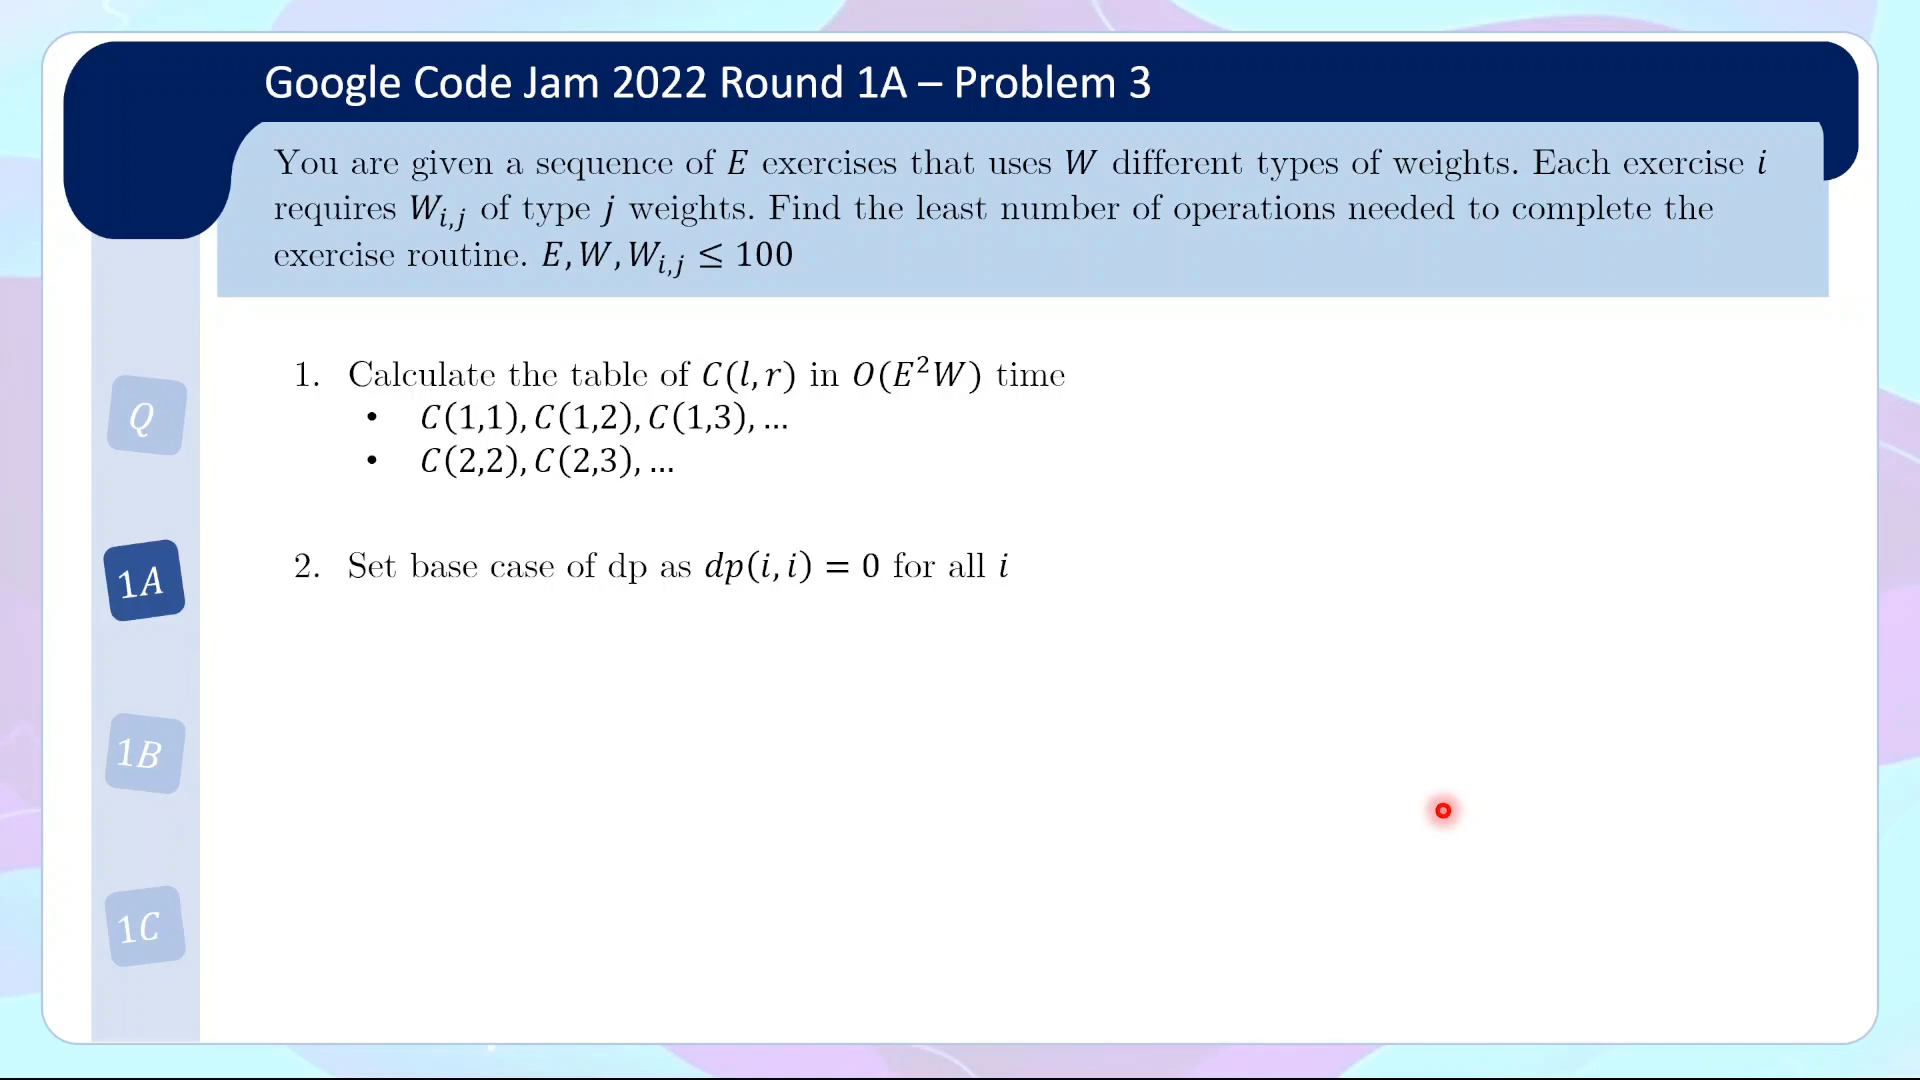 Google Code Jam 2022 Round 1A – Problem 3
You are given a sequence of E exercises that uses W different types of weights. Each exercise i
requires W_{i,j} of type j weights. Find the least number of operations needed to complete the
exercise routine. E, W, W_{i,j} ≤ 100
1. Calculate the table of C(l, r) in O(E²W) time
• C(1,1), C(1,2), C(1,3), ...
• C(2,2), C(2,3), ...
2. Set base case of dp as dp(i, i) = 0 for all i
Q
1A
1B
1C